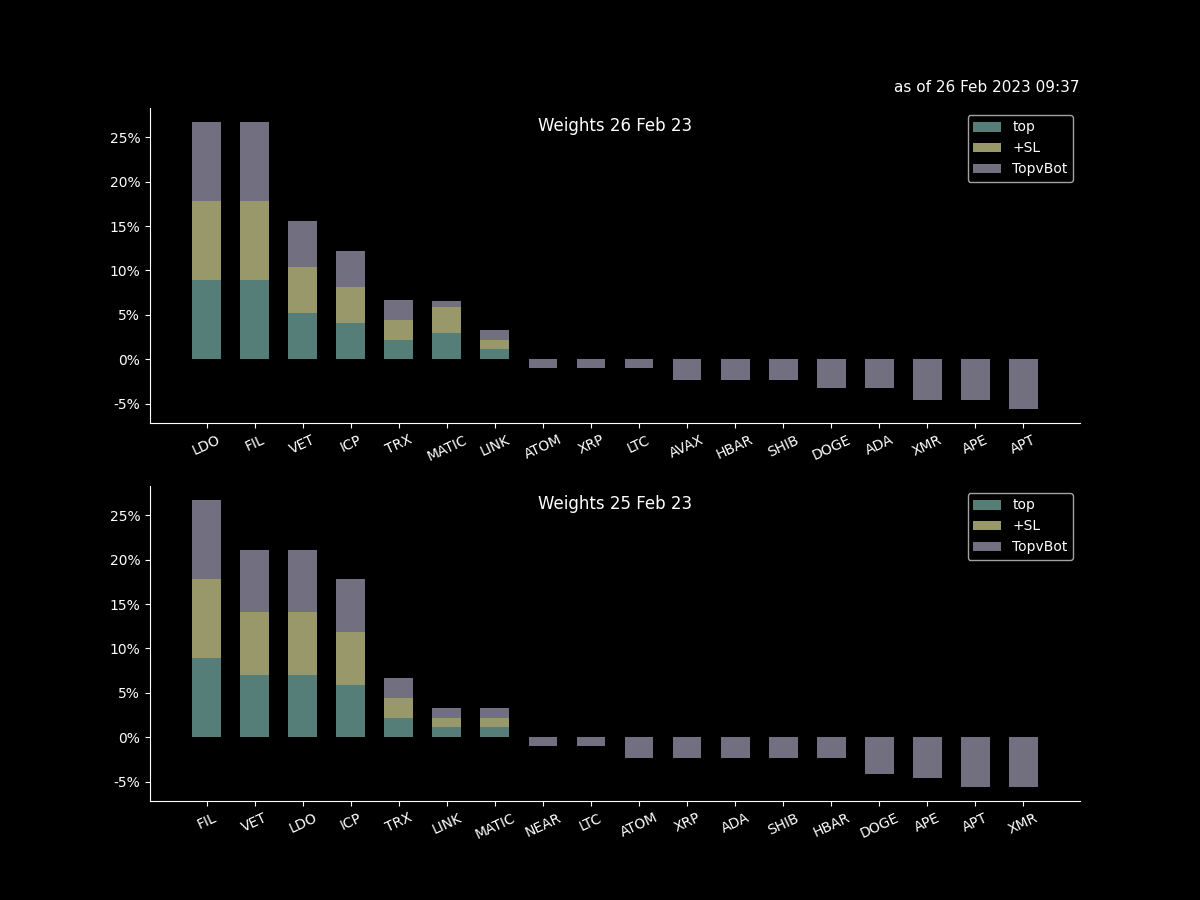 as of 26 Feb 2023 09:37
Weights 26 Feb 23
top
+SL
TopvBot
25%
20%
15%
10%
5%
0%
-5%
LDO FIL VET ICP TRX MATIC LINK ATOM XRP LTC AVAX HBAR SHIB DOGE ADA XMR APE APT
Weights 25 Feb 23
top
+SL
TopvBot
25%
20%
15%
10%
5%
0%
-5%
FIL VET LDO ICP TRX LINK MATIC NEAR LTC ATOM XRP ADA SHIB HBAR DOGE APE APT XMR